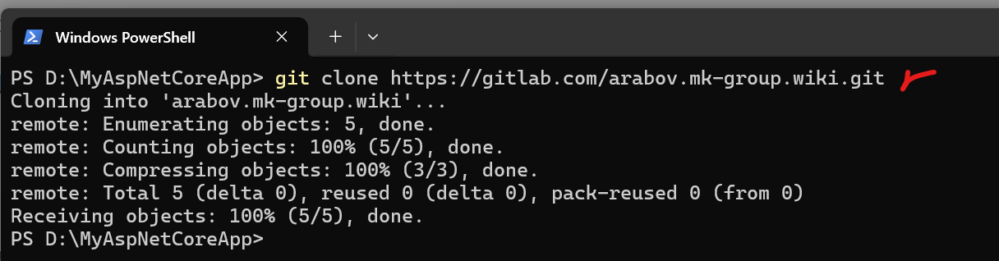 Windows PowerShell
PS D:\MyAspNetCoreApp> git clone https://gitlab.com/arabov.mk-group.wiki.git
Cloning into 'arabov.mk-group.wiki'...
remote: Enumerating objects: 5, done.
remote: Counting objects: 100% (5/5), done.
remote: Compressing objects: 100% (3/3), done.
remote: Total 5 (delta 0), reused 0 (delta 0), pack-reused 0 (from 0)
Receiving objects: 100% (5/5), done.
PS D:\MyAspNetCoreApp>